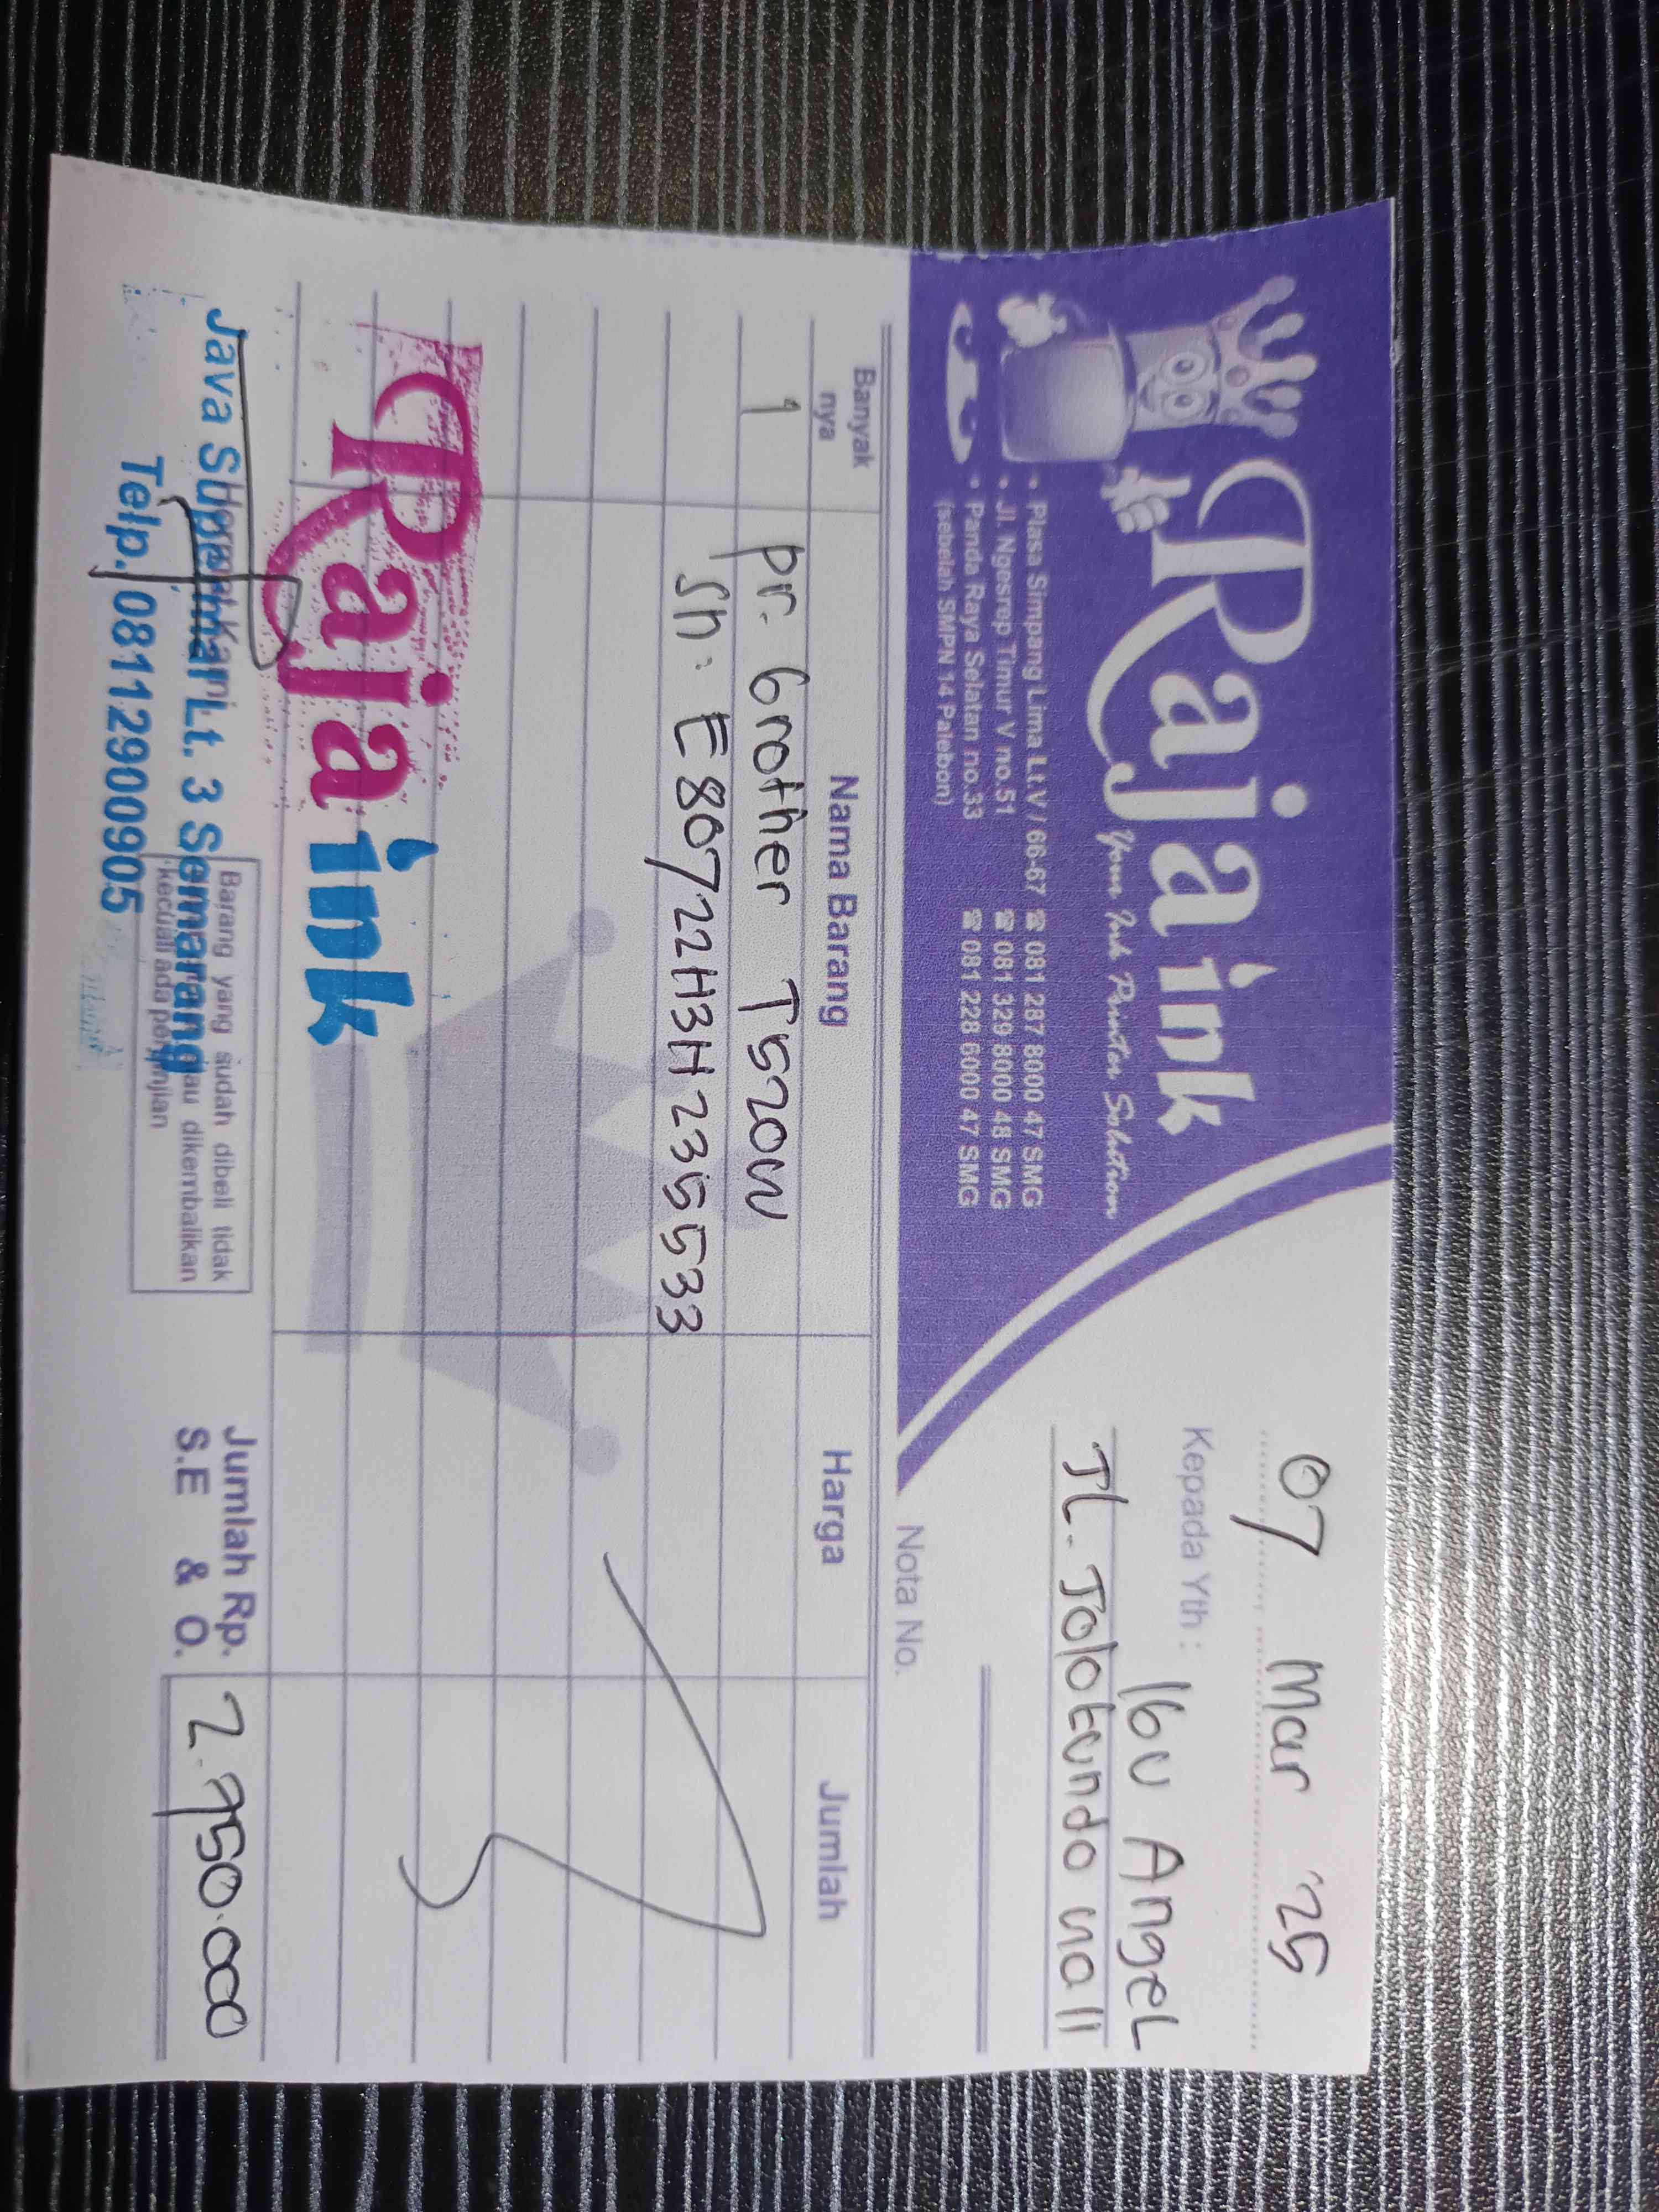 Raja ink
Your Ink Printer Solution
• Plasa Simpang Lima Lt.V / 66-67 ☎ 081 287 8000 47 SMG
• Jl. Ngesrep Timur V no.51 ☎ 081 329 8000 48 SMG
• Panda Raya Selatan no.33 ☎ 081 228 6000 47 SMG
(sebelah SMPN 14 Palebon)
07 Mar '25
Kepada Yth : Ibu Angel
JL. Jolotundo no 11
Nota No.
Banyak nya Nama Barang Harga Jumlah
1 pr. Brother T520W
Sn: E80722H3H235533
Raja ink
Java Supermal Lt. 3 Semarang
Telp. 08112900905
Hormat Kami
Barang yang sudah dibeli tidak
dikembalikan
kecuali ada perjanjian
Jumlah Rp. 2.950.000
S.E & O.